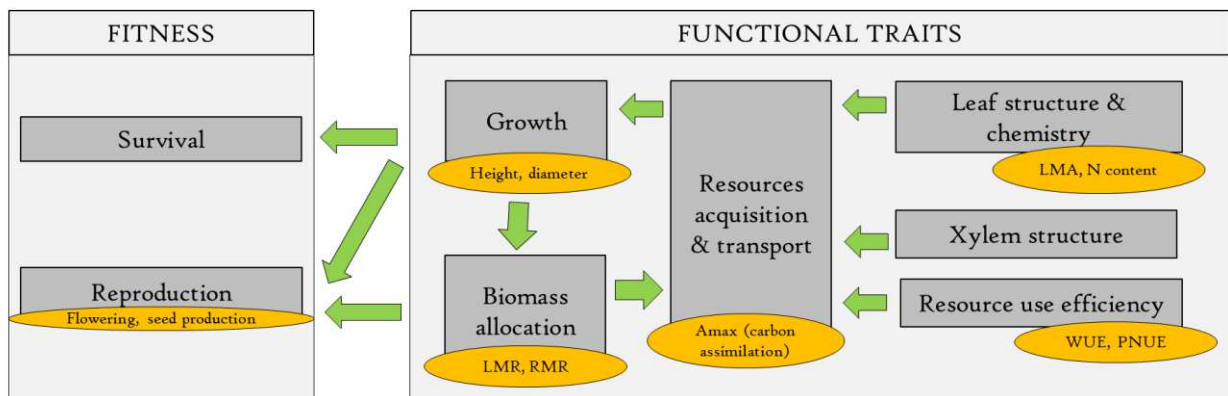 FITNESS
Survival
Reproduction
Flowering, seed production
FUNCTIONAL TRAITS
Growth
Height, diameter
Biomass
allocation
LMR, RMR
Resources
acquisition
& transport
Amax (carbon
assimilation)
Leaf structure &
chemistry
LMA, N content
Xylem structure
Resource use efficiency
WUE, PNUE